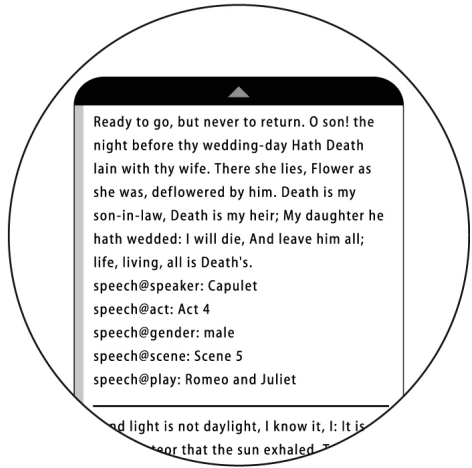 Ready to go, but never to return. O son! the
night before thy wedding-day Hath Death
lain with thy wife. There she lies, Flower as
she was, deflowered by him. Death is my
son-in-law, Death is my heir; My daughter he
hath wedded: I will die, And leave him all;
life, living, all is Death's.
speech@speaker: Capulet
speech@act: Act 4
speech@gender: male
speech@scene: Scene 5
speech@play: Romeo and Juliet
light is not daylight, I know it, I: It is
that the sun exhaled,